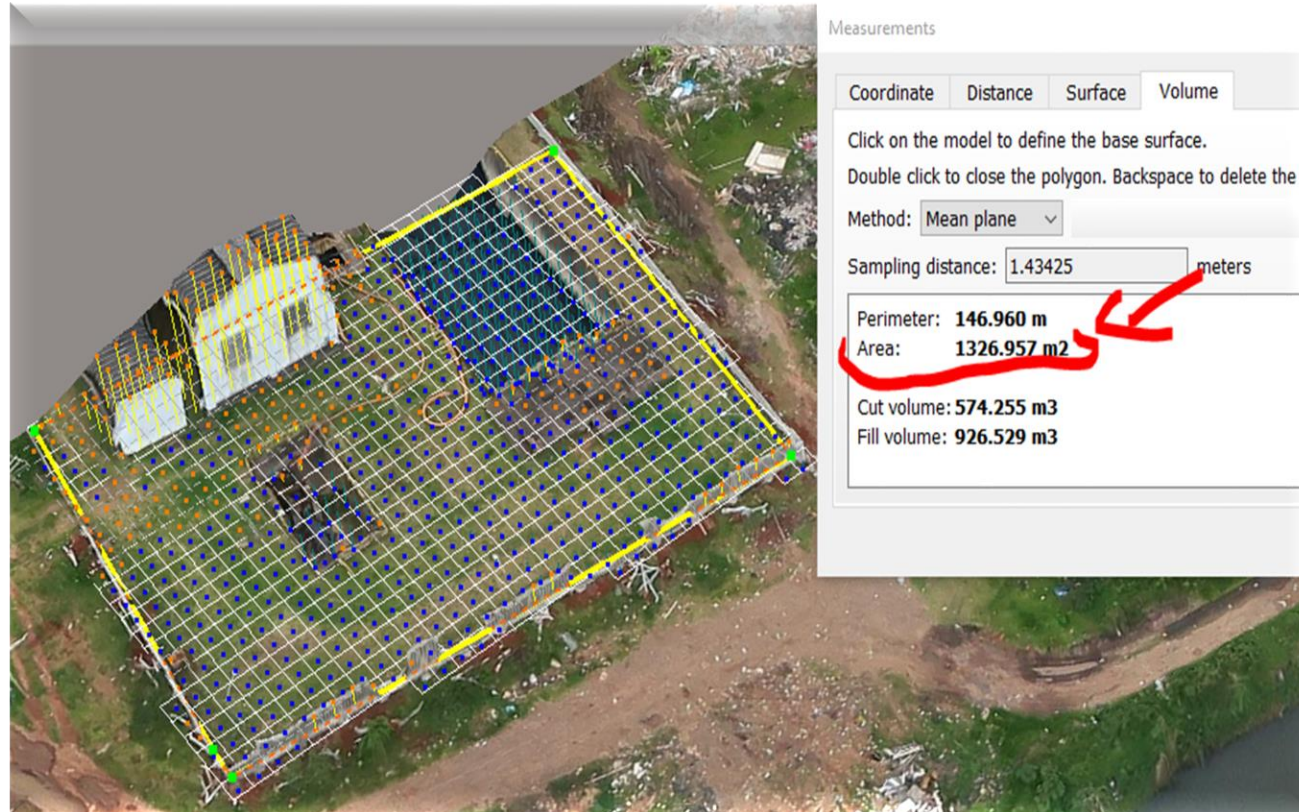 Measurements
Coordinate Distance Surface Volume
Click on the model to define the base surface.
Double click to close the polygon. Backspace to delete the
Method: Mean plane
Sampling distance: 1.43425 meters
Perimeter: 146.960 m
Area: 1326.957 m2
Cut volume: 574.255 m3
Fill volume: 926.529 m3